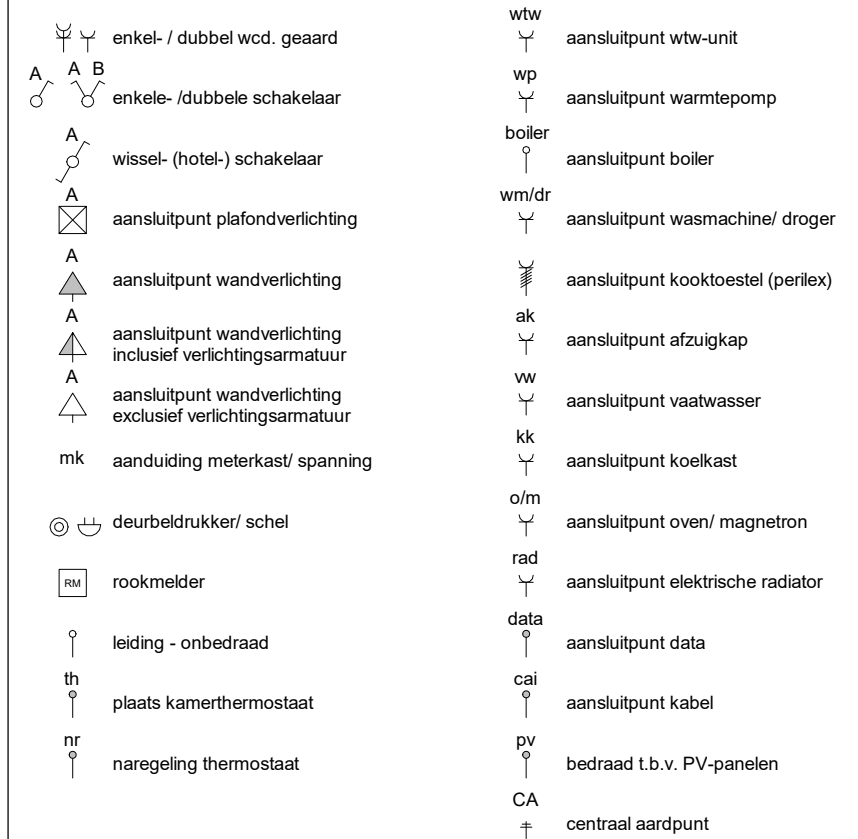 enkel- / dubbel wcd. geaard
A A B
enkele- /dubbele schakelaar
A
wissel- (hotel-) schakelaar
A
aansluitpunt plafondverlichting
A
aansluitpunt wandverlichting
A
aansluitpunt wandverlichting
inclusief verlichtingsarmatuur
A
aansluitpunt wandverlichting
exclusief verlichtingsarmatuur
mk aanduiding meterkast/ spanning
deurbeldrukker/ schel
RM rookmelder
leiding - onbedraad
th
plaats kamerthermostaat
nr
naregeling thermostaat
wtw
aansluitpunt wtw-unit
wp
aansluitpunt warmtepomp
boiler
aansluitpunt boiler
wm/dr
aansluitpunt wasmachine/ droger
aansluitpunt kooktoestel (perilex)
ak
aansluitpunt afzuigkap
vw
aansluitpunt vaatwasser
kk
aansluitpunt koelkast
o/m
aansluitpunt oven/ magnetron
rad
aansluitpunt elektrische radiator
data
aansluitpunt data
cai
aansluitpunt kabel
pv
bedraad t.b.v. PV-panelen
CA
centraal aardpunt